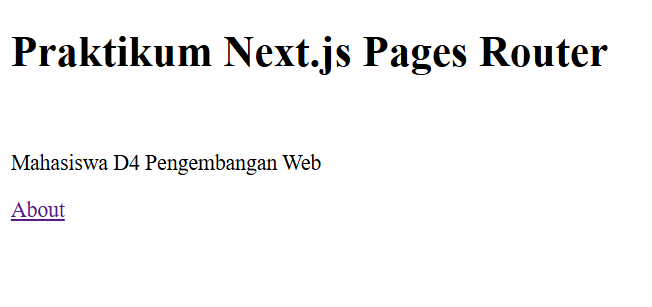 Praktikum Next.js Pages Router
Mahasiswa D4 Pengembangan Web
About